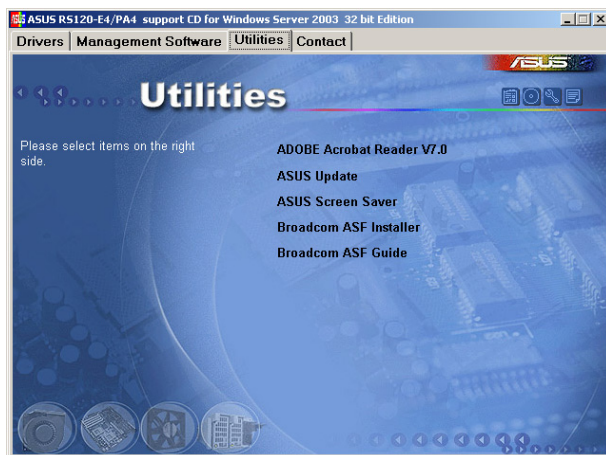 ASUS RS120-E4/PA4 support CD for Windows Server 2003 32 bit Edition
Drivers Management Software Utilities Contact
ASUS
Utilities
Please select items on the right
side.
ADOBE Acrobat Reader V7.0
ASUS Update
ASUS Screen Saver
Broadcom ASF Installer
Broadcom ASF Guide